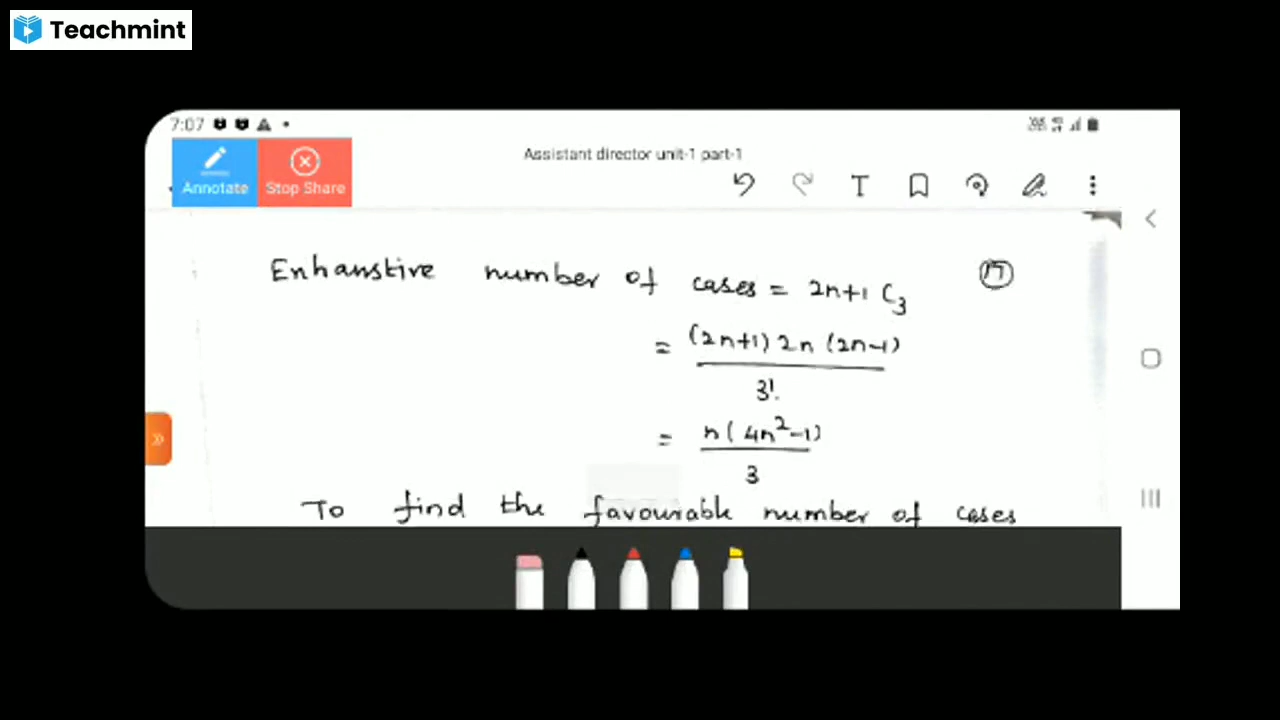 Teachmint
7:07
Assistant director unit-1 part-1
Annotate
Stop Share
T
Exhaustive number of cases = 2n+1 C3
17
= (2n+1) 2n (2n-1)
3!
= n(4n²-1)
3
To find the favourable number of cases